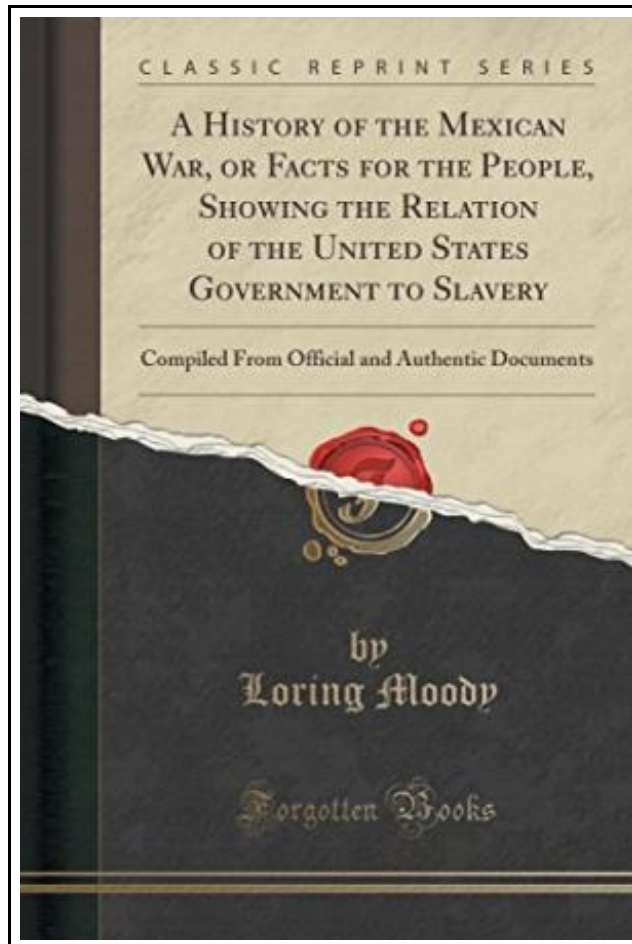 CLASSIC REPRINT SERIES
A HISTORY OF THE MEXICAN
WAR, OR FACTS FOR THE PEOPLE,
SHOWING THE RELATION
OF THE UNITED STATES
GOVERNMENT TO SLAVERY
Compiled From Official and Authentic Documents
by
Loring Moody
Forgotten Books